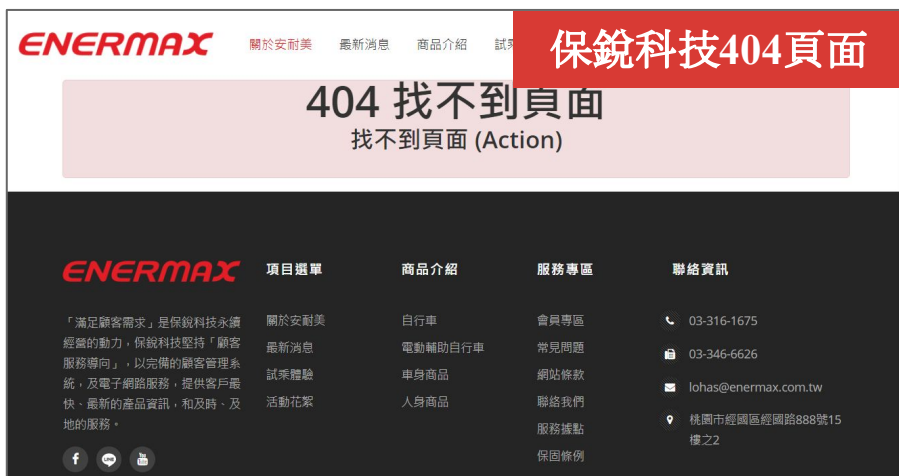 ENERMAX
關於安耐美 最新消息 商品介紹 試乘
保銳科技404頁面
404 找不到頁面
找不到頁面 (Action)
ENERMAX
「滿足顧客需求」是保銳科技永續
經營的動力，保銳科技堅持「顧客
服務導向」，以完備的顧客管理系
統，及電子網路服務，提供客戶最
快、最新的產品資訊，和及時、及
地的服務。
項目選單
關於安耐美
最新消息
試乘體驗
活動花絮
商品介紹
自行車
電動輔助自行車
車身商品
人身商品
服務專區
會員專區
常見問題
網站條款
聯絡我們
服務據點
保固條例
聯絡資訊
03-316-1675
03-346-6626
lohas@enermax.com.tw
桃園市經國區經國路888號15
樓之2